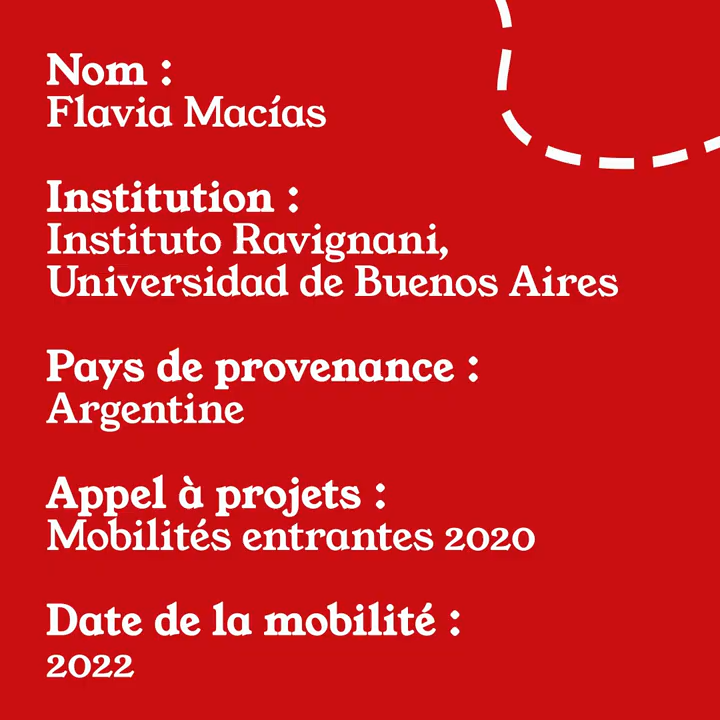 Nom :
Flavia Macías
Institution :
Instituto Ravignani,
Universidad de Buenos Aires
Pays de provenance :
Argentine
Appel à projets :
Mobilités entrantes 2020
Date de la mobilité :
2022